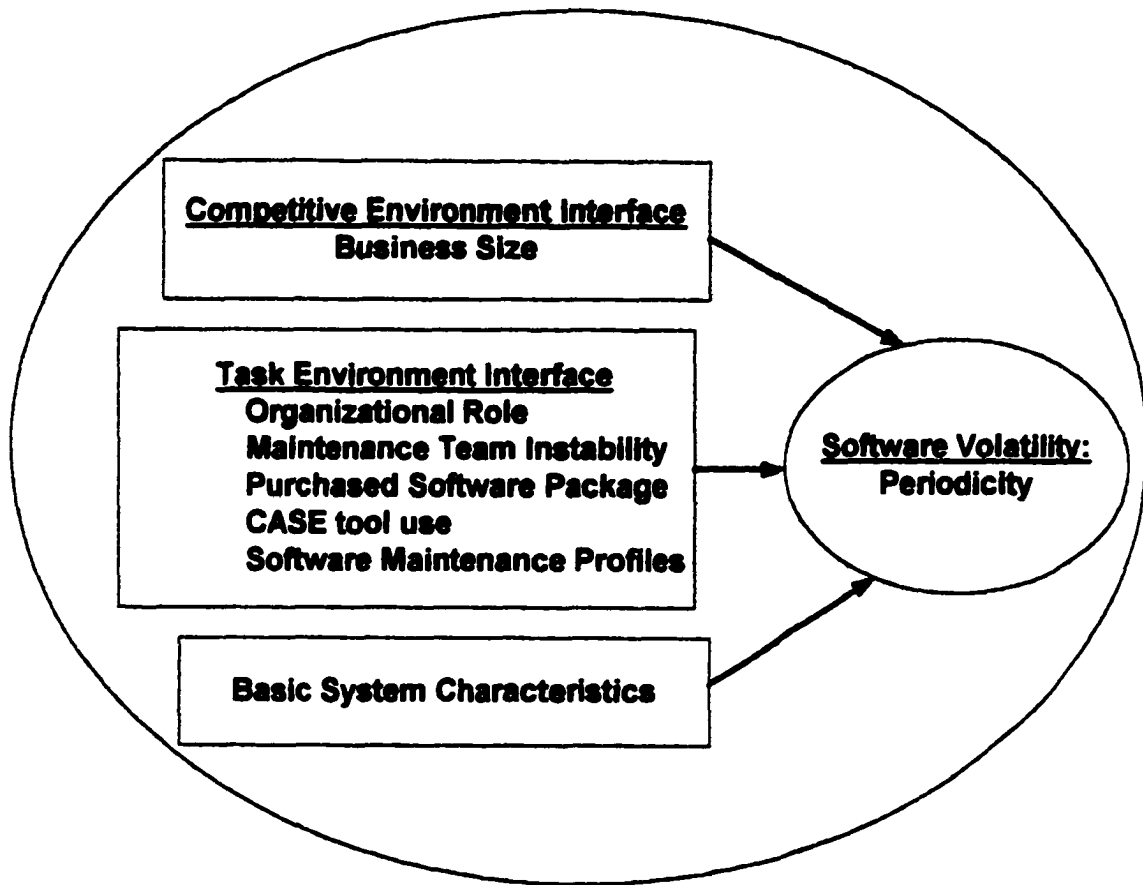 Competitive Environment Interface
Business Size
Task Environment Interface
Organizational Role
Maintenance Team Instability
Purchased Software Package
CASE tool use
Software Maintenance Profiles
Software Volatility:
Periodicity
Basic System Characteristics